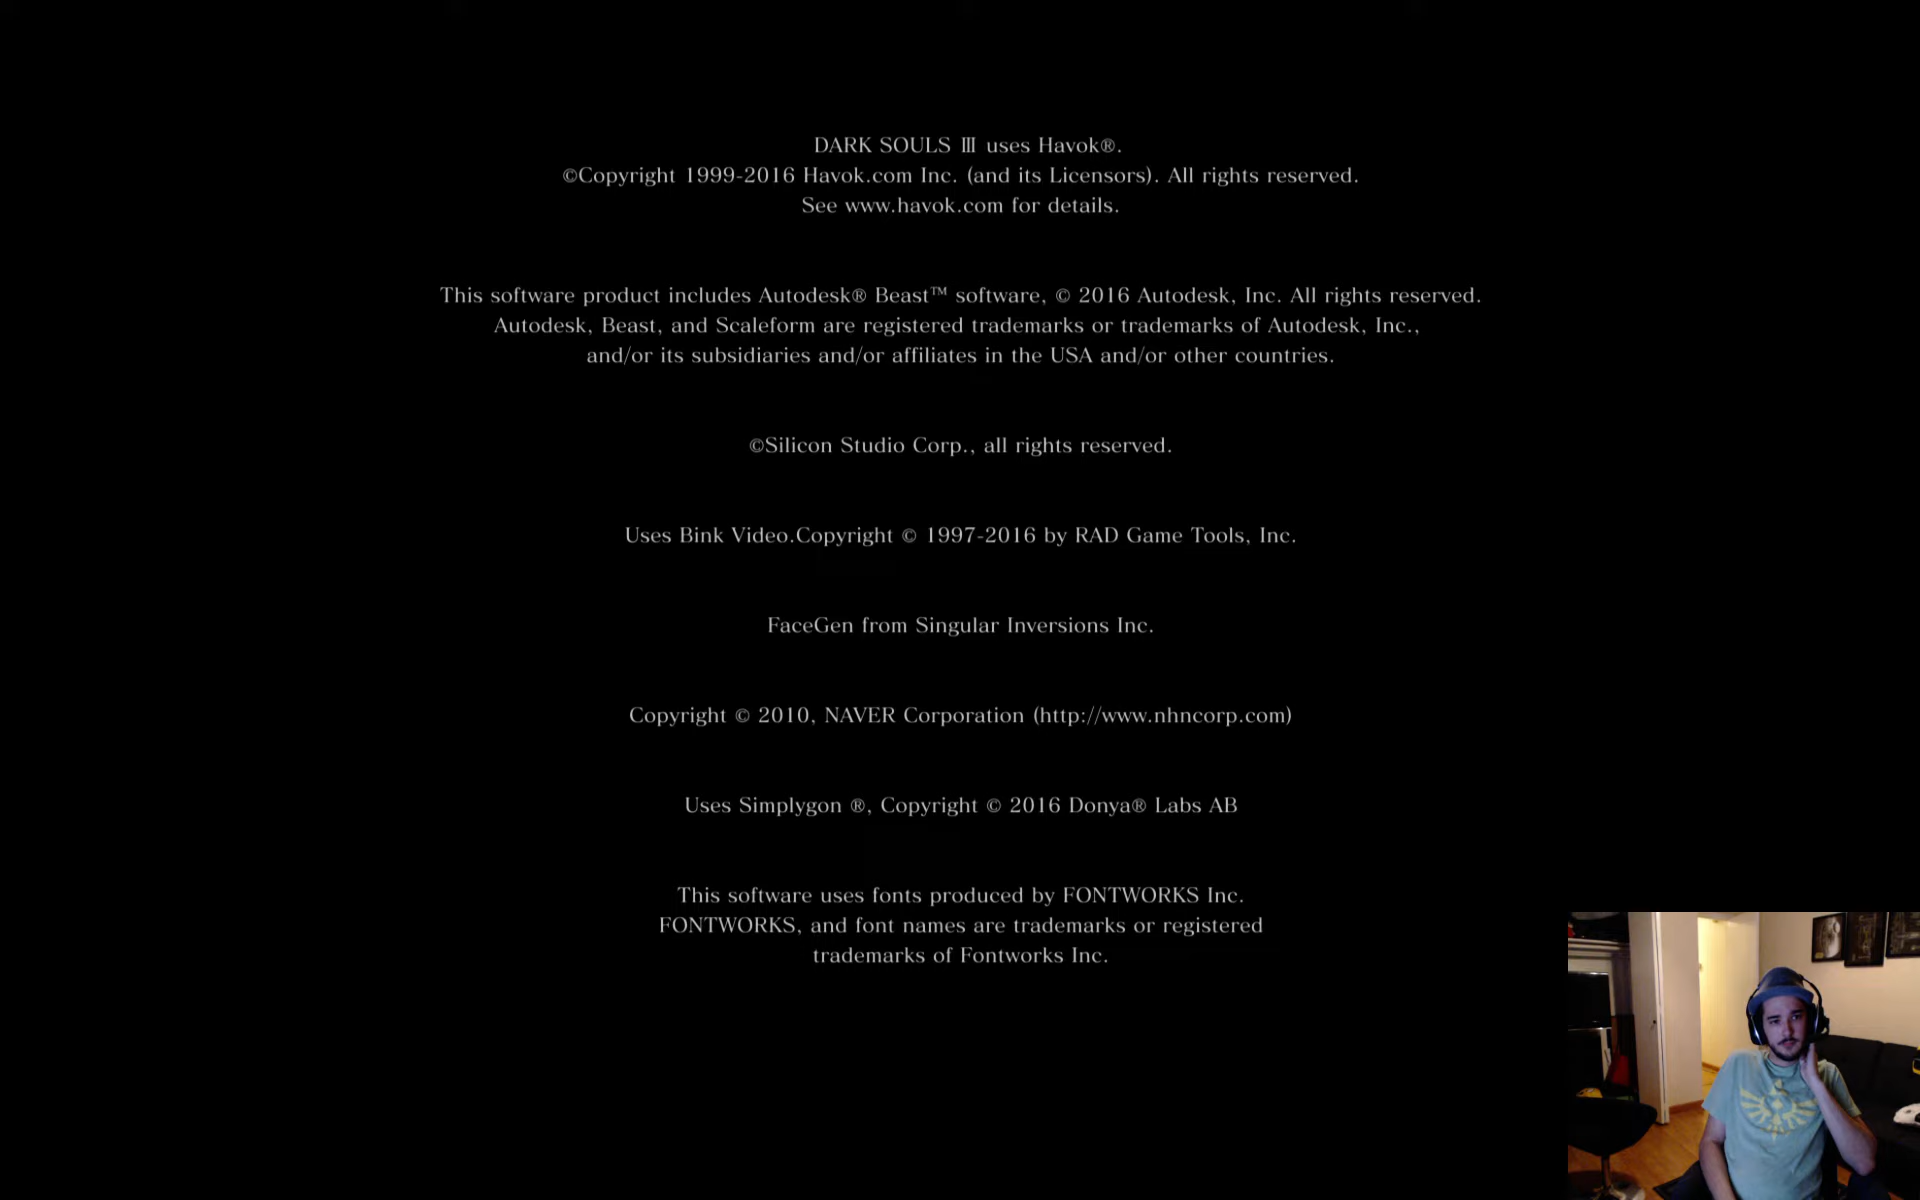 DARK SOULS Ⅲ uses Havok®.
©Copyright 1999-2016 Havok.com Inc. (and its Licensors). All rights reserved.
See www.havok.com for details.
This software product includes Autodesk® Beast™ software, © 2016 Autodesk, Inc. All rights reserved.
Autodesk, Beast, and Scaleform are registered trademarks or trademarks of Autodesk, Inc.,
and/or its subsidiaries and/or affiliates in the USA and/or other countries.
©Silicon Studio Corp., all rights reserved.
Uses Bink Video.Copyright © 1997-2016 by RAD Game Tools, Inc.
FaceGen from Singular Inversions Inc.
Copyright © 2010, NAVER Corporation (http://www.nhncorp.com)
Uses Simplygon ®, Copyright © 2016 Donya® Labs AB
This software uses fonts produced by FONTWORKS Inc.
FONTWORKS, and font names are trademarks or registered
trademarks of Fontworks Inc.